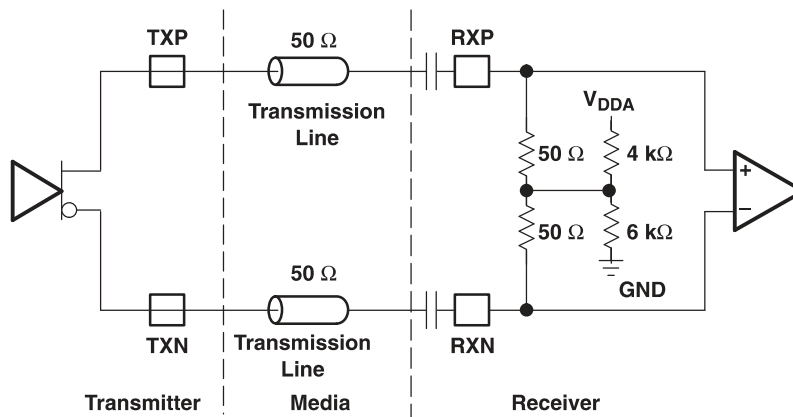 TXP
50 Ω
RXP
Transmission
Line
VDDA
50 Ω
4 kΩ
+
50 Ω
6 kΩ
−
GND
50 Ω
TXN
Transmission
Line
RXN
Transmitter
Media
Receiver